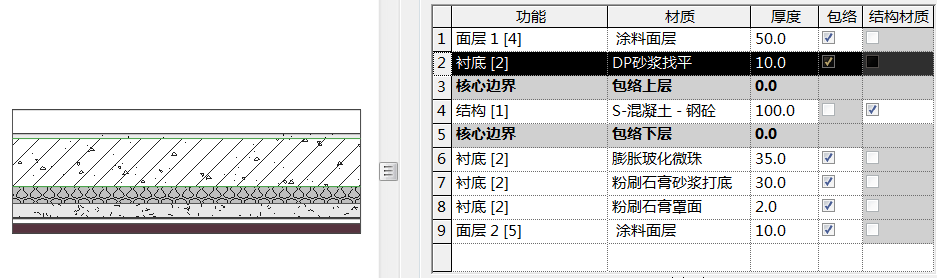 功能 材质 厚度 包络 结构材质
1 面层 1 [4] 涂料面层 50.0
2 衬底 [2] DP砂浆找平 10.0
3 核心边界 包络上层 0.0
4 结构 [1] S-混凝土 - 钢砼 100.0
5 核心边界 包络下层 0.0
6 衬底 [2] 膨胀玻化微珠 35.0
7 衬底 [2] 粉刷石膏砂浆打底 30.0
8 衬底 [2] 粉刷石膏罩面 2.0
9 面层 2 [5] 涂料面层 10.0